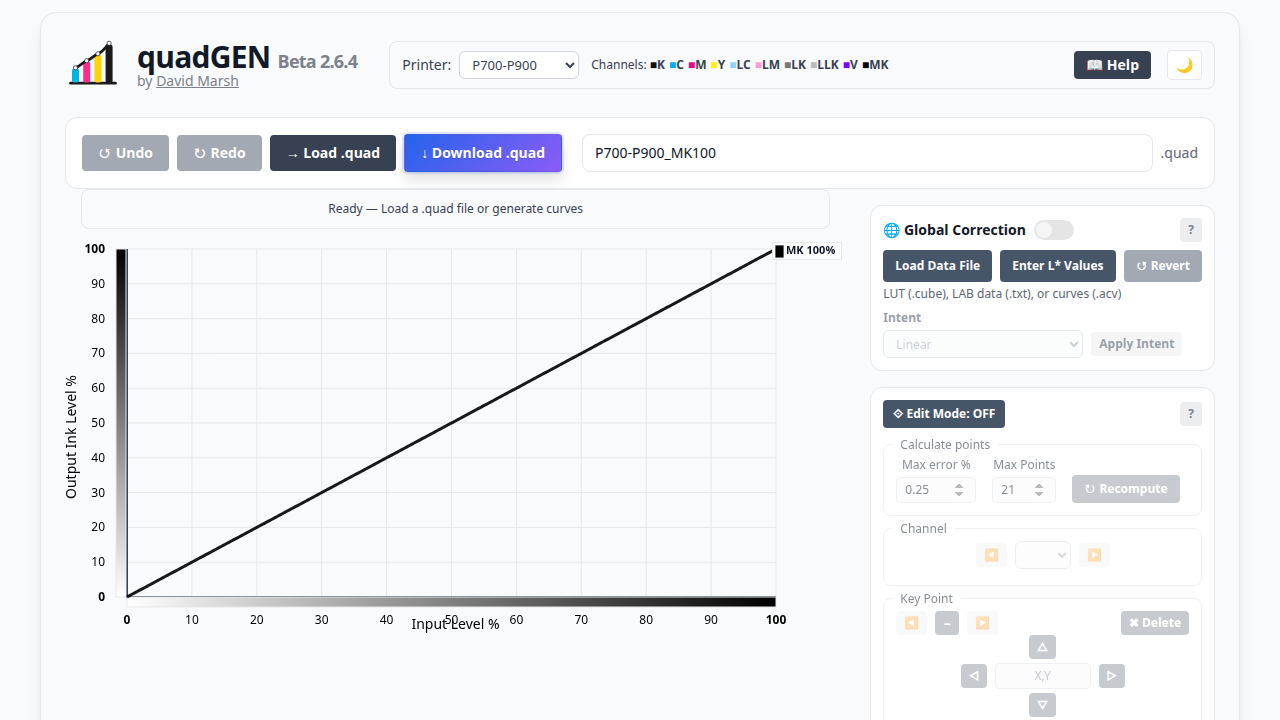 quadGEN Beta 2.6.4
by David Marsh
Printer: P700-P900 Channels: K C M Y LC LM LK LLK V MK
📖 Help
🌙
↺ Undo
↻ Redo
→ Load .quad
↓ Download .quad
P700-P900_MK100 .quad
Ready — Load a .quad file or generate curves
MK 100%
100
90
80
70
60
50
40
30
20
10
0
Output Ink Level %
0 10 20 30 40 50 60 70 80 90 100
Input Level %
🌐 Global Correction ?
Load Data File
Enter L* Values
↺ Revert
LUT (.cube), LAB data (.txt), or curves (.acv)
Intent
Linear
Apply Intent
⟐ Edit Mode: OFF ?
Calculate points
Max error % Max Points
0.25 21 ↻ Recompute
Channel
◀ ▶
Key Point
◀ – ▶ ✖ Delete
△
◁ X,Y ▷
▽